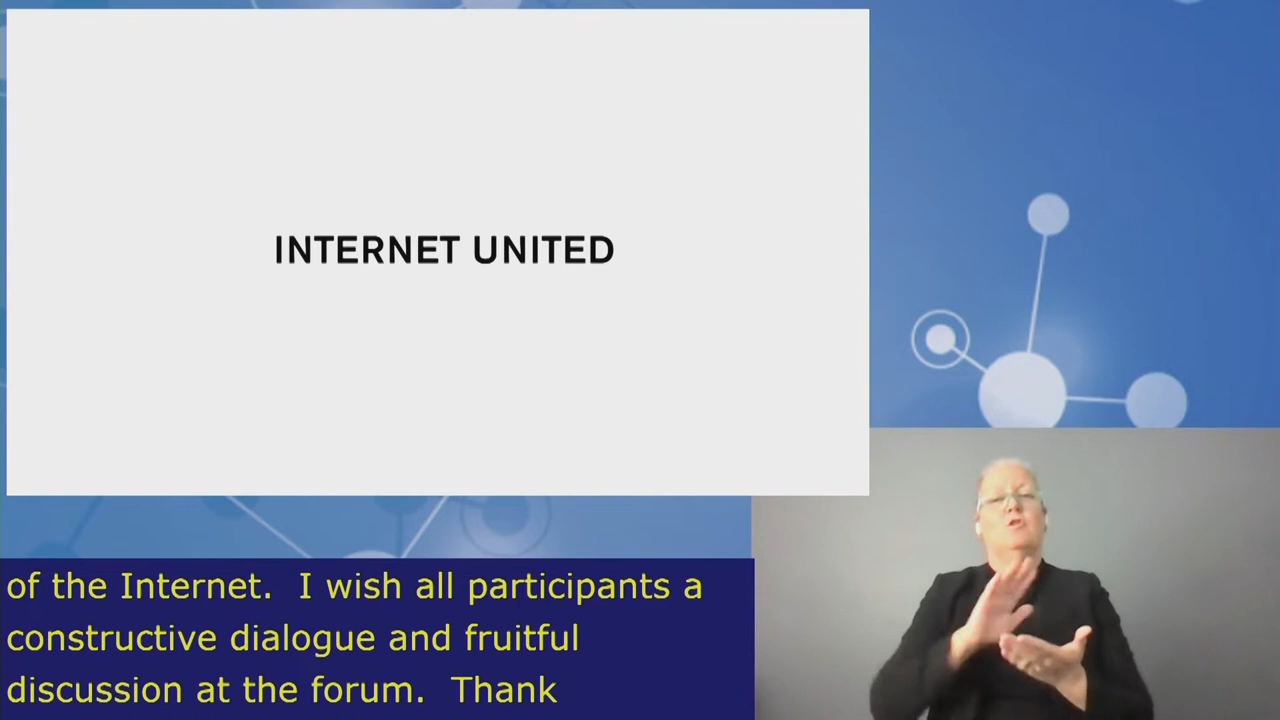 INTERNET UNITED
of the Internet.  I wish all participants a
constructive dialogue and fruitful
discussion at the forum.  Thank